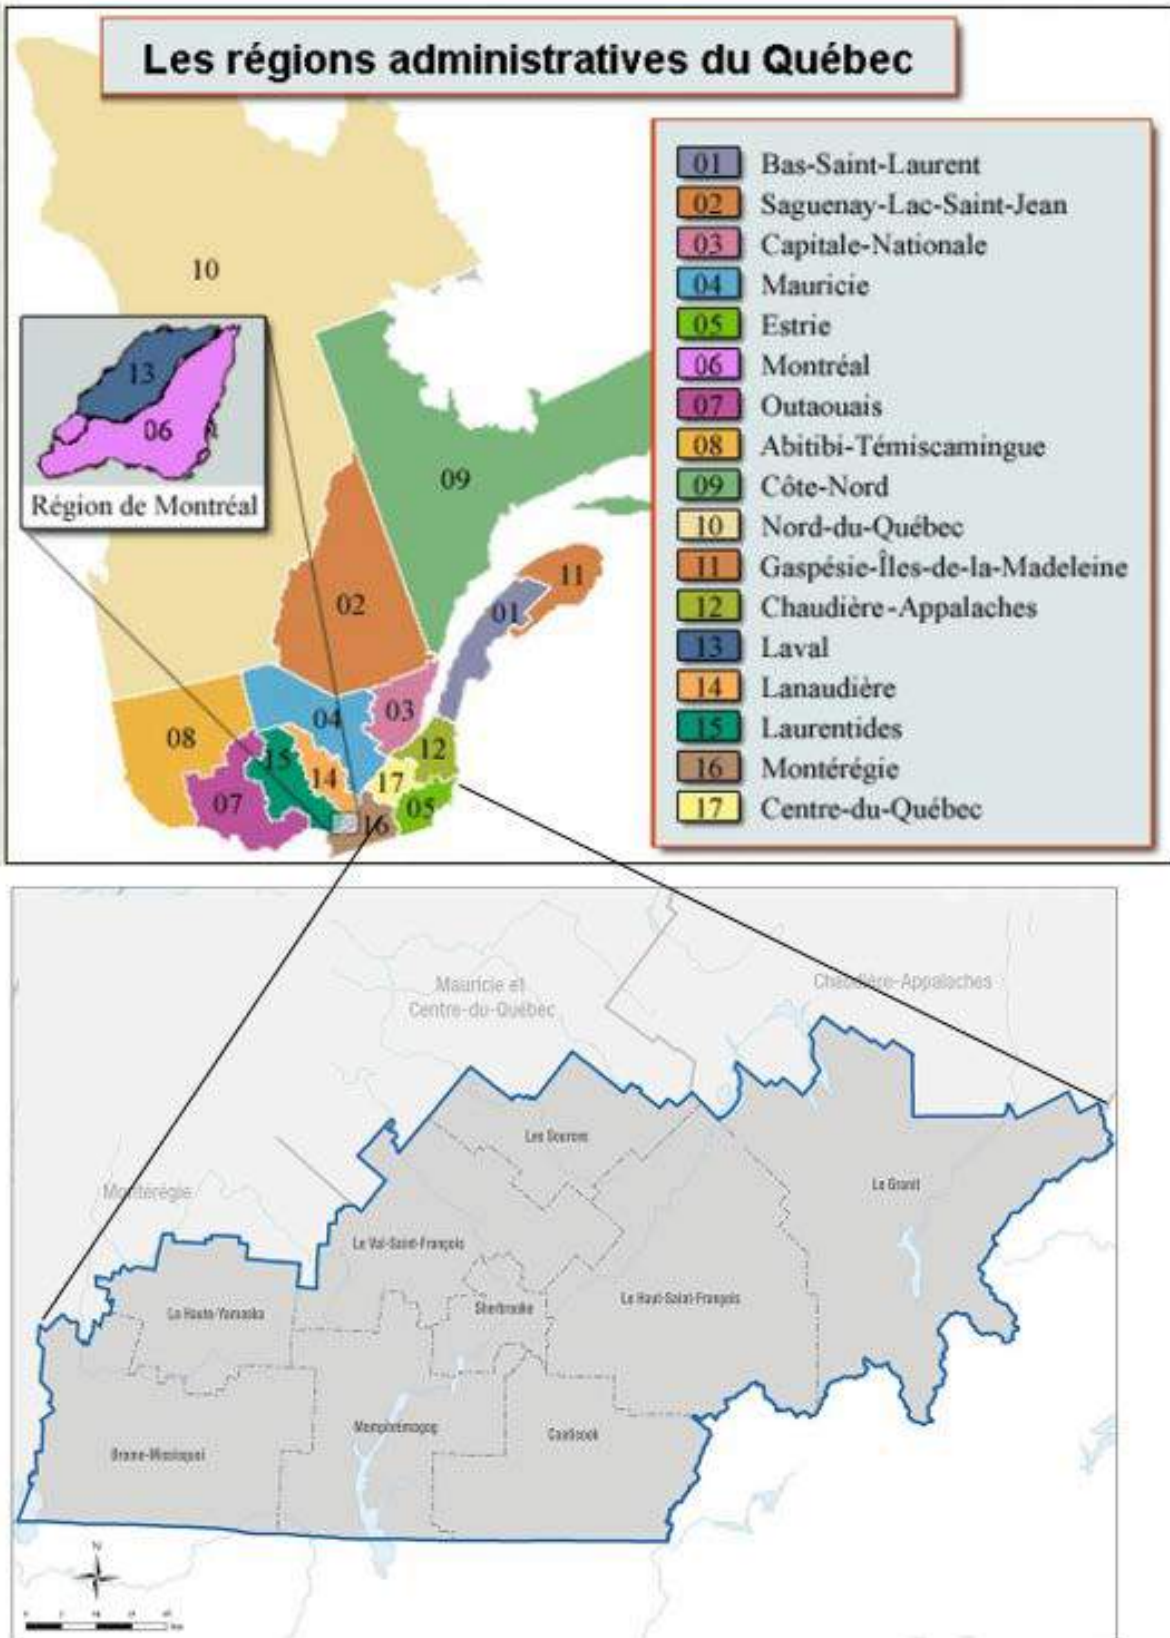 Les régions administratives du Québec
01 Bas-Saint-Laurent
02 Saguenay-Lac-Saint-Jean
03 Capitale-Nationale
04 Mauricie
05 Estrie
06 Montréal
07 Outaouais
08 Abitibi-Témiscamingue
09 Côte-Nord
10 Nord-du-Québec
11 Gaspésie-Îles-de-la-Madeleine
12 Chaudière-Appalaches
13 Laval
14 Lanaudière
15 Laurentides
16 Montérégie
17 Centre-du-Québec
10
13
06
Région de Montréal
09
11
01
02
03
04
08
12
15
14
17
07
05
16
Mauricie et
Centre-du-Québec
Chaudière-Appalaches
Les Sources
Montérégie
Le Granit
Le Val-Saint-François
La Haute-Yamaska
Sherbrooke
Le Haut-Saint-François
Memphrémagog
Coaticook
Brome-Missisquoi
N